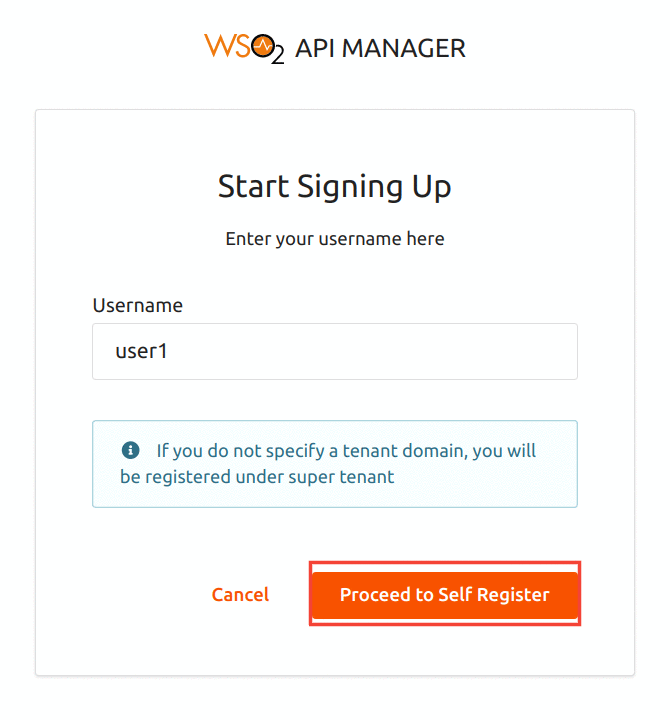 WSO2 API MANAGER
Start Signing Up
Enter your username here
Username
user1
If you do not specify a tenant domain, you will
be registered under super tenant
Cancel Proceed to Self Register